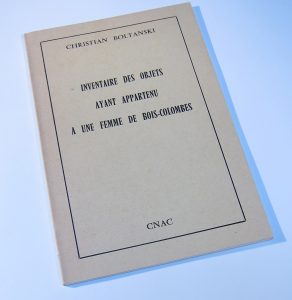 CHRISTIAN BOLTANSKI
INVENTAIRE DES OBJETS
AYANT APPARTENU
A UNE FEMME DE BOIS-COLOMBES
CNAC